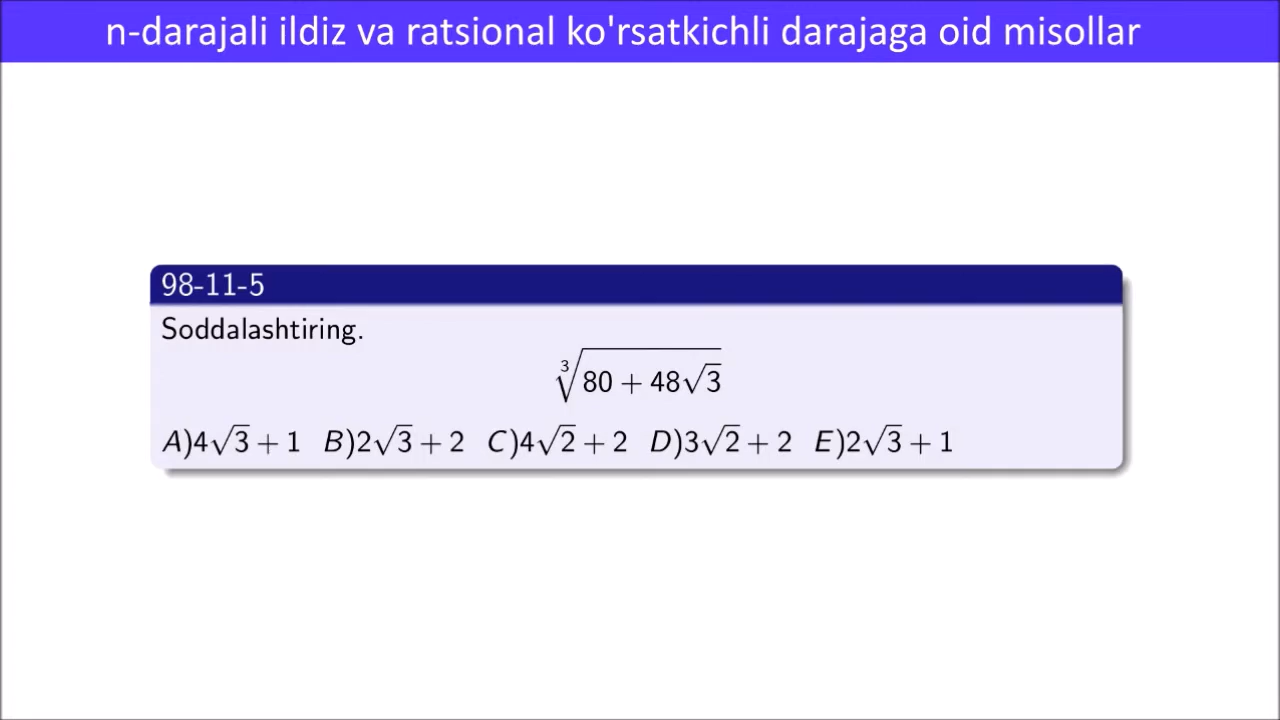 n-darajali ildiz va ratsional ko'rsatkichli darajaga oid misollar
98-11-5
Soddalashtiring.
∛(80 + 48√3)
A)4√3 + 1 B)2√3 + 2 C)4√2 + 2 D)3√2 + 2 E)2√3 + 1